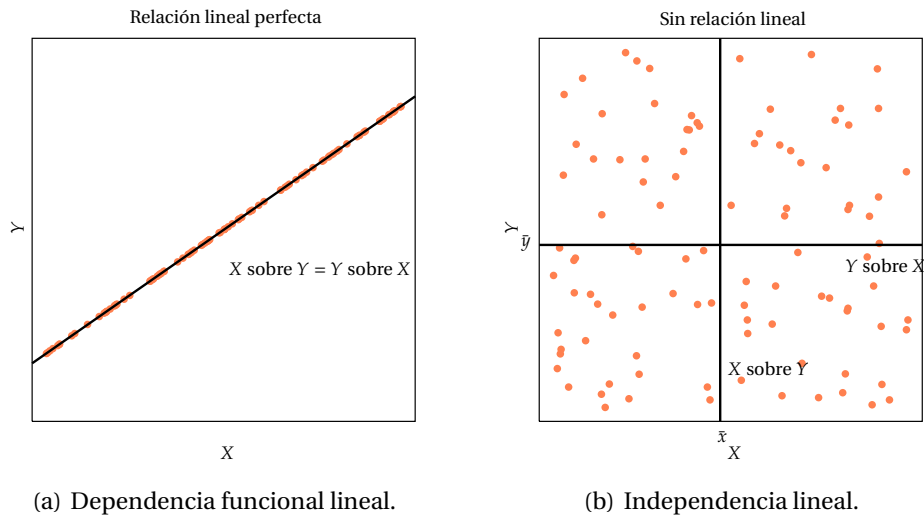 Relación lineal perfecta
Y
X sobre Y = Y sobre X
X
(a) Dependencia funcional lineal.
Sin relación lineal
Y
ȳ
Y sobre X
X sobre Y
x̄
X
(b) Independencia lineal.